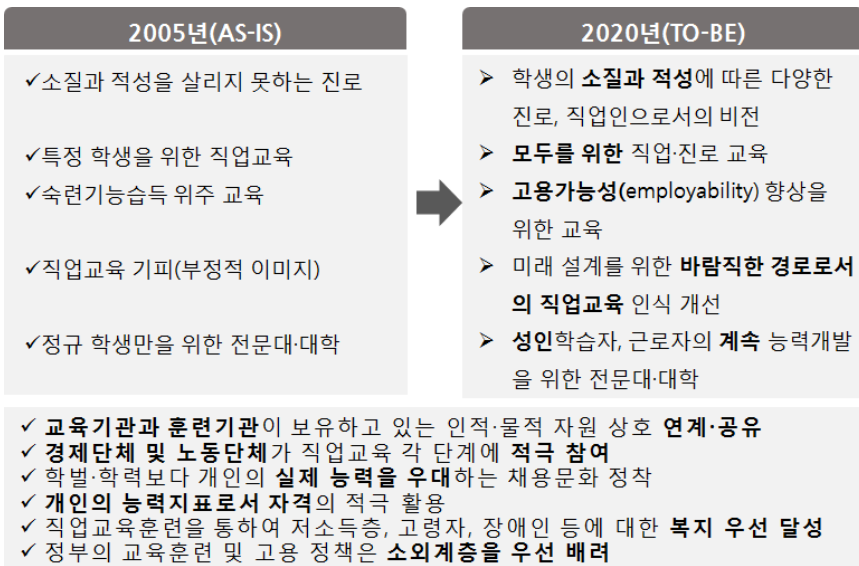 2005년(AS-IS)
✓소질과 적성을 살리지 못하는 진로
✓특정 학생을 위한 직업교육
✓숙련기능습득 위주 교육
✓직업교육 기피(부정적 이미지)
✓정규 학생만을 위한 전문대·대학
2020년(TO-BE)
➢ 학생의 소질과 적성에 따른 다양한
진로, 직업인으로서의 비전
➢ 모두를 위한 직업·진로 교육
➢ 고용가능성(employability) 향상을
위한 교육
➢ 미래 설계를 위한 바람직한 경로로서
의 직업교육 인식 개선
➢ 성인학습자, 근로자의 계속 능력개발
을 위한 전문대·대학
✓ 교육기관과 훈련기관이 보유하고 있는 인적·물적 자원 상호 연계·공유
✓ 경제단체 및 노동단체가 직업교육 각 단계에 적극 참여
✓ 학벌·학력보다 개인의 실제 능력을 우대하는 채용문화 정착
✓ 개인의 능력지표로서 자격의 적극 활용
✓ 직업교육훈련을 통하여 저소득층, 고령자, 장애인 등에 대한 복지 우선 달성
✓ 정부의 교육훈련 및 고용 정책은 소외계층을 우선 배려